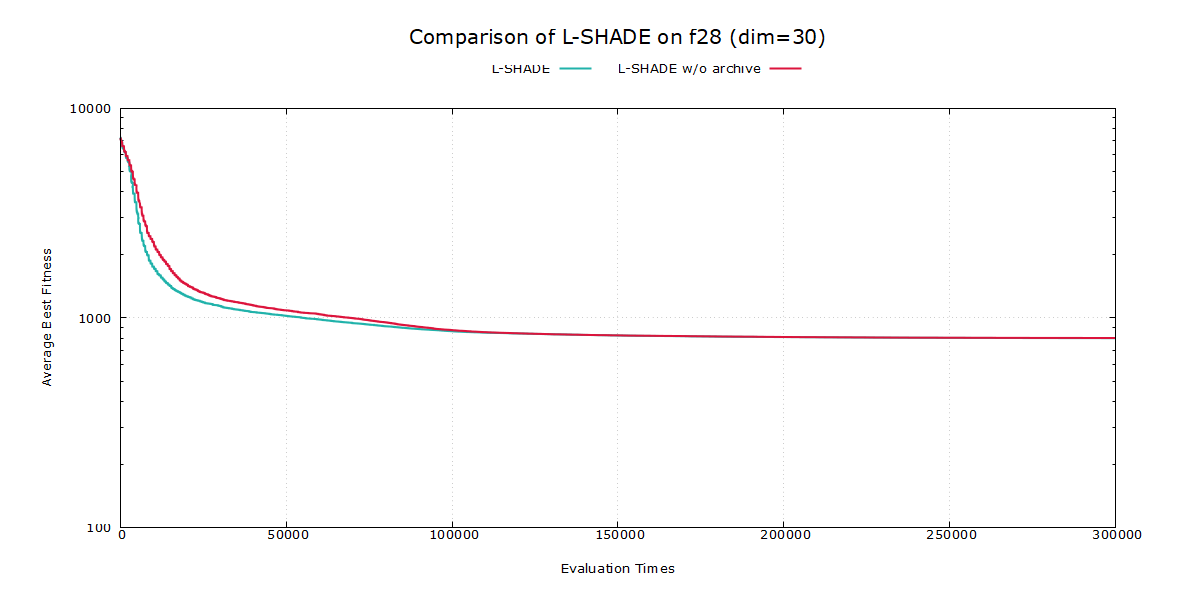 Comparison of L-SHADE on f28 (dim=30)
L-SHADE L-SHADE w/o archive
10000
1000
100
Average Best Fitness
0 50000 100000 150000 200000 250000 300000
Evaluation Times